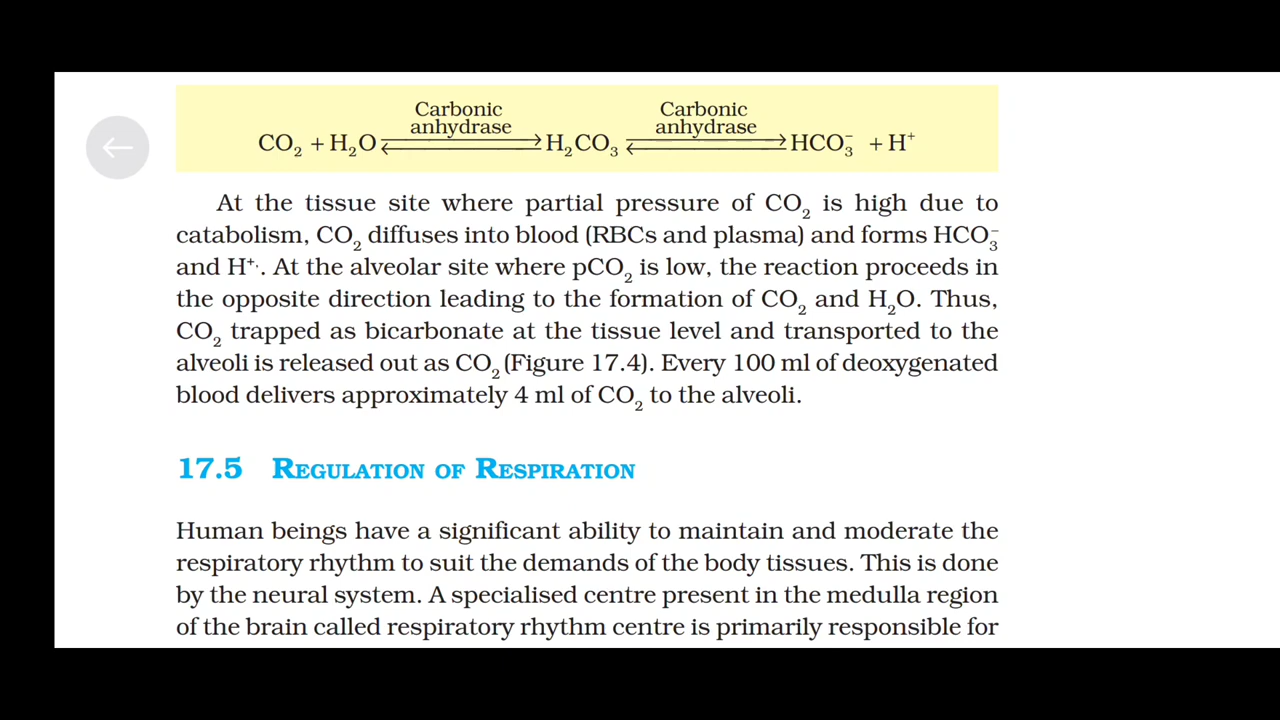 Carbonic Carbonic
anhydrase anhydrase
CO₂ + H₂O ⇌ H₂CO₃ ⇌ HCO₃⁻ + H⁺
At the tissue site where partial pressure of CO₂ is high due to
catabolism, CO₂ diffuses into blood (RBCs and plasma) and forms HCO₃⁻
and H⁺·. At the alveolar site where pCO₂ is low, the reaction proceeds in
the opposite direction leading to the formation of CO₂ and H₂O. Thus,
CO₂ trapped as bicarbonate at the tissue level and transported to the
alveoli is released out as CO₂ (Figure 17.4). Every 100 ml of deoxygenated
blood delivers approximately 4 ml of CO₂ to the alveoli.
17.5 REGULATION OF RESPIRATION
Human beings have a significant ability to maintain and moderate the
respiratory rhythm to suit the demands of the body tissues. This is done
by the neural system. A specialised centre present in the medulla region
of the brain called respiratory rhythm centre is primarily responsible for